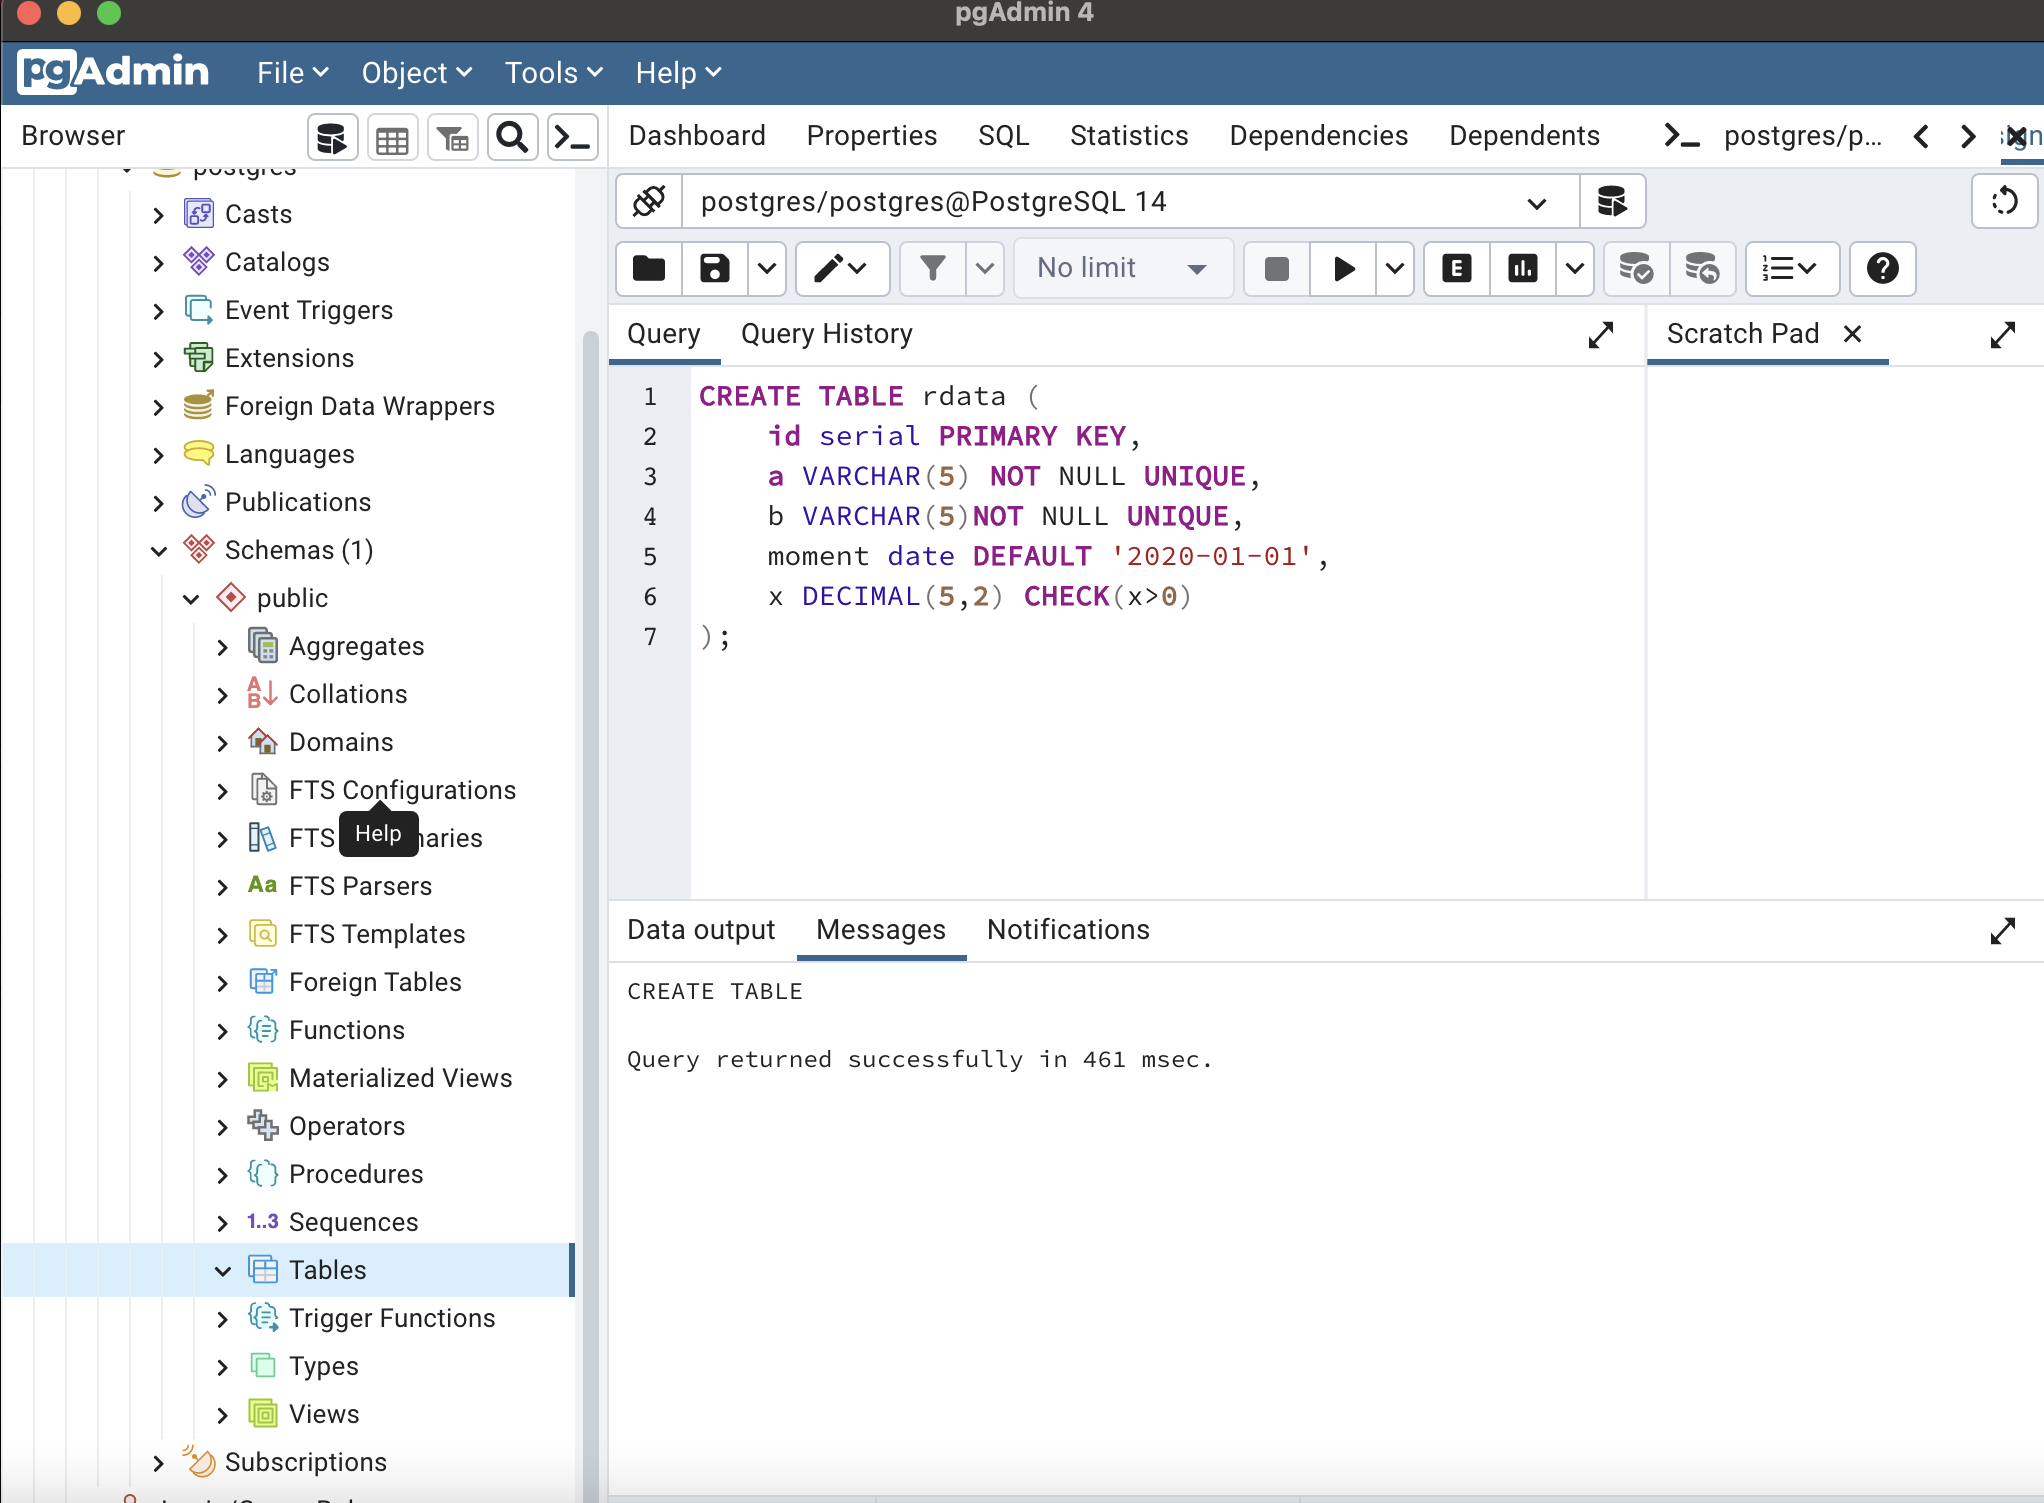 pgAdmin 4
pgAdmin File Object Tools Help
Browser
Dashboard Properties SQL Statistics Dependencies Dependents postgres/p...
postgres/postgres@PostgreSQL 14
No limit
Query Query History
Scratch Pad
1 CREATE TABLE rdata (
2 id serial PRIMARY KEY,
3 a VARCHAR(5) NOT NULL UNIQUE,
4 b VARCHAR(5)NOT NULL UNIQUE,
5 moment date DEFAULT '2020-01-01',
6 x DECIMAL(5,2) CHECK(x>0)
7 );
Data output Messages Notifications
CREATE TABLE
Query returned successfully in 461 msec.
postgres
Casts
Catalogs
Event Triggers
Extensions
Foreign Data Wrappers
Languages
Publications
Schemas (1)
public
Aggregates
Collations
Domains
FTS Configurations
Help
FTS
FTS Parsers
FTS Templates
Foreign Tables
Functions
Materialized Views
Operators
Procedures
1..3 Sequences
Tables
Trigger Functions
Types
Views
Subscriptions